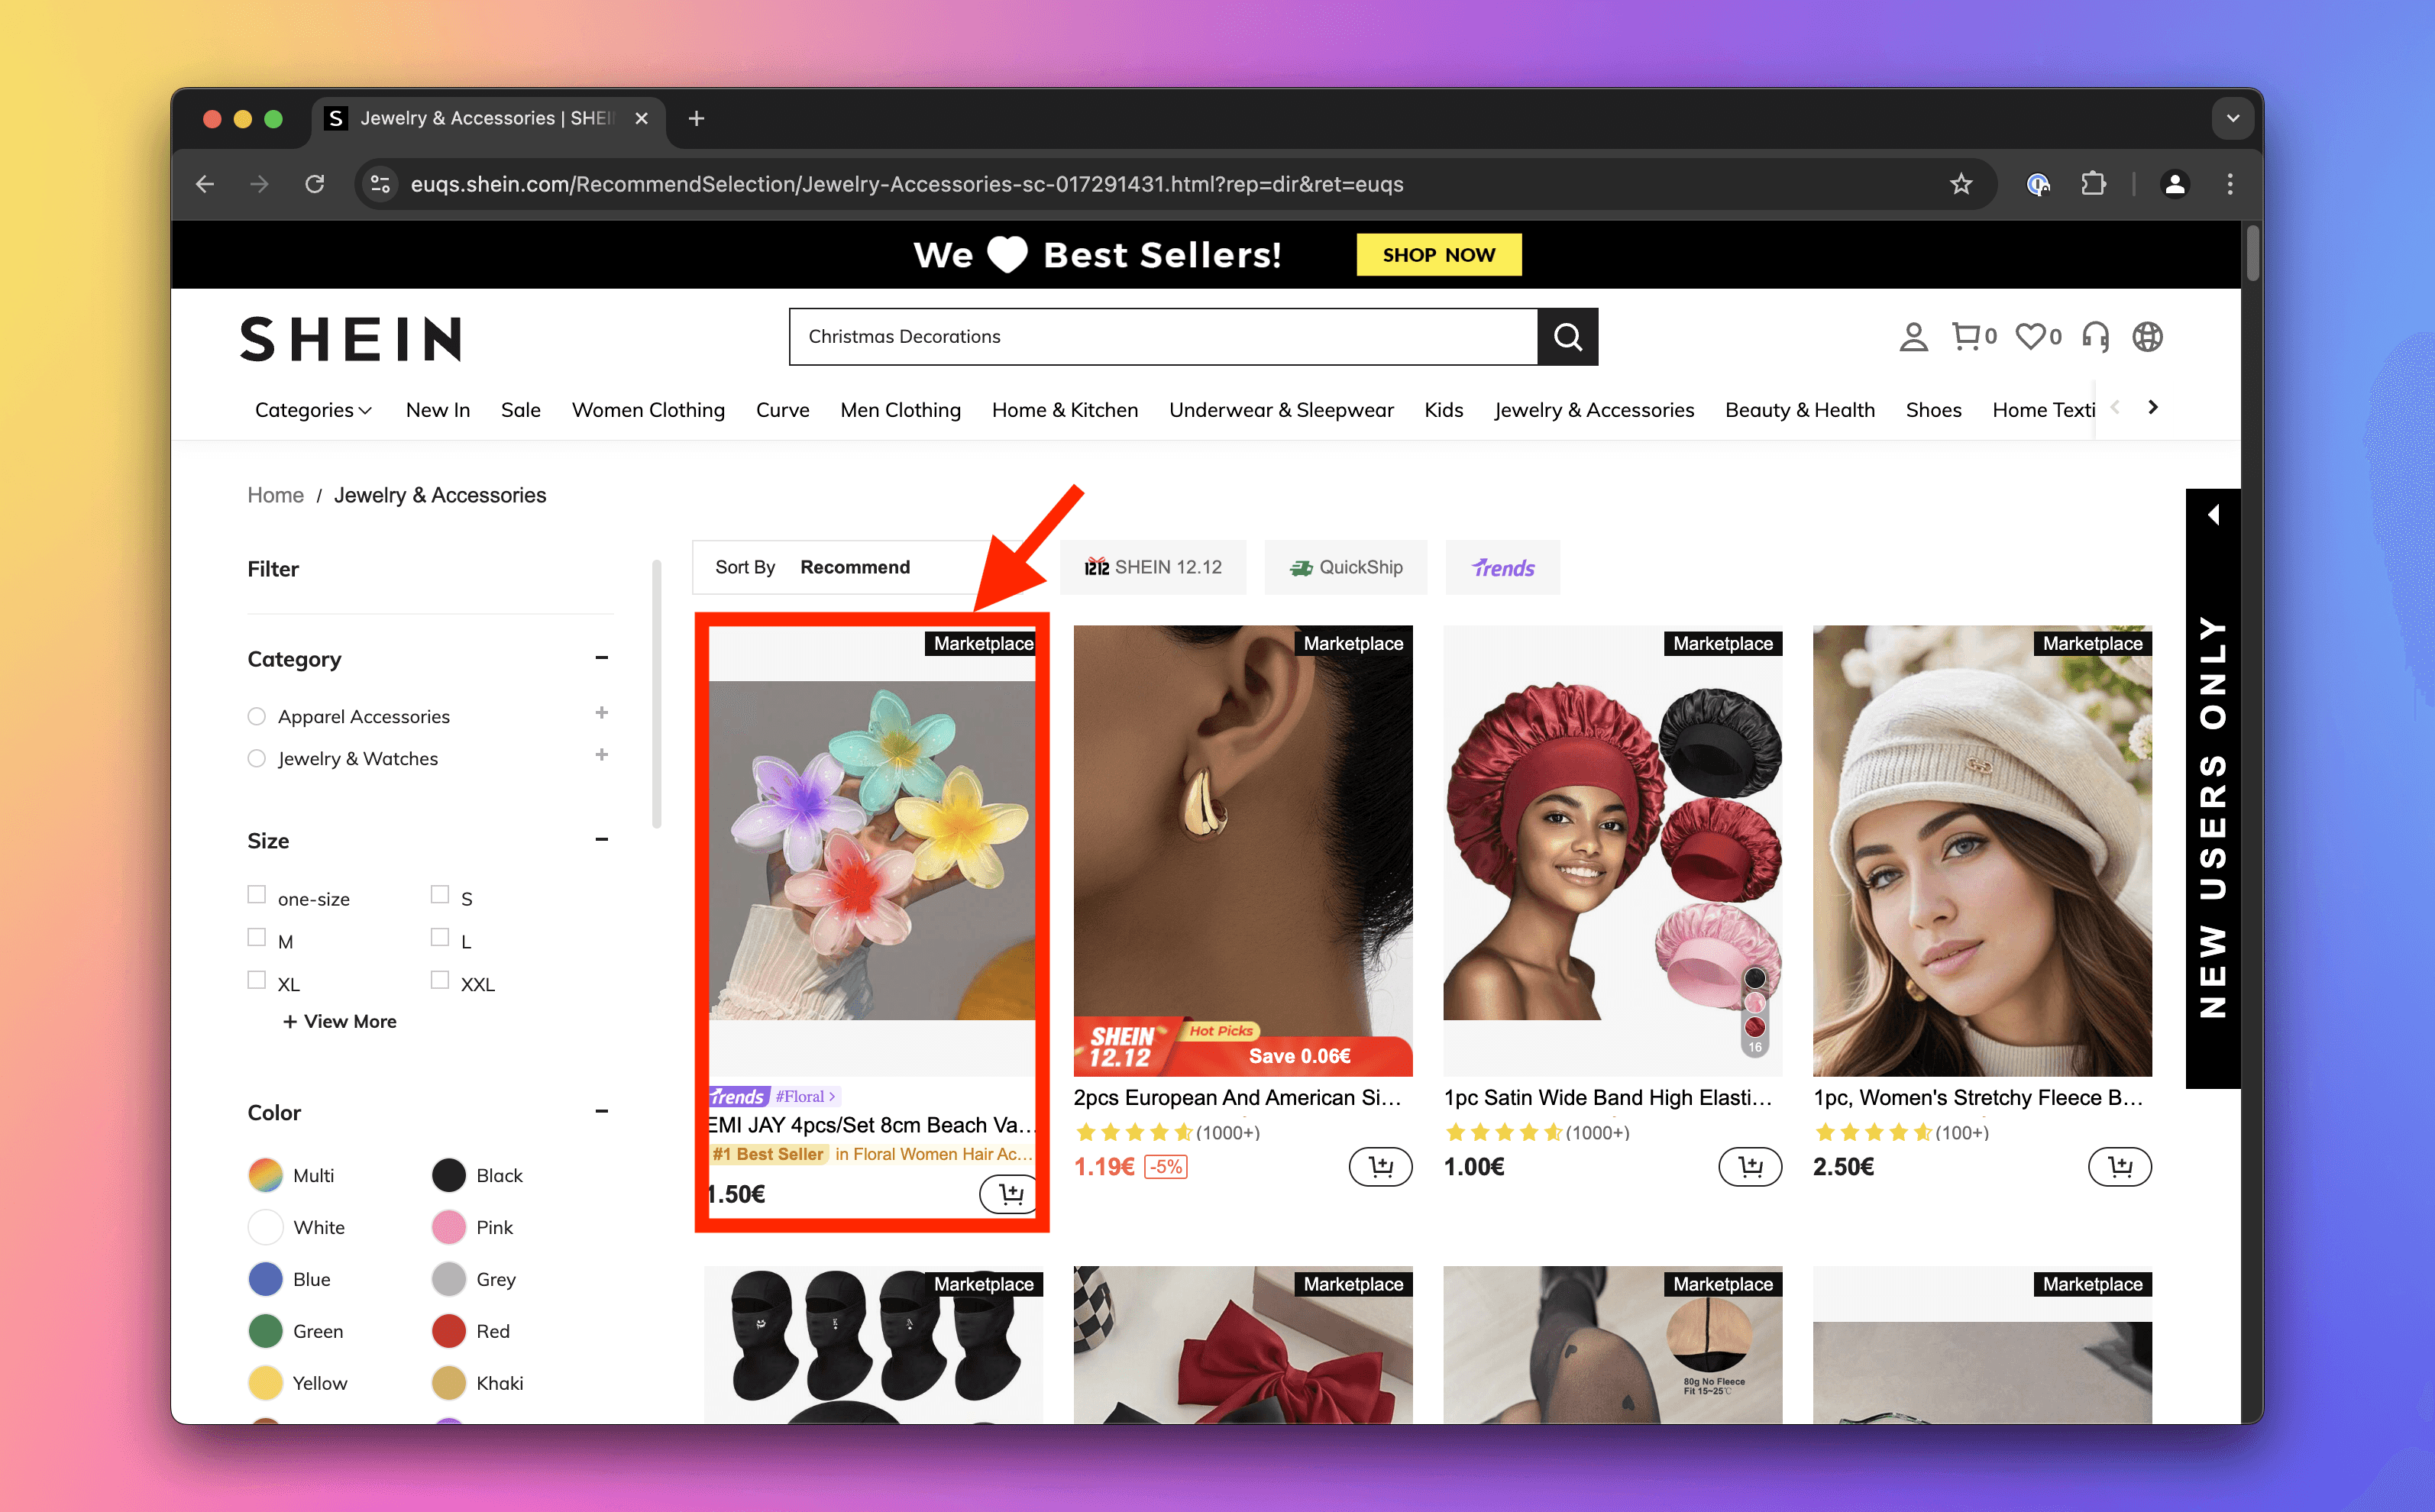 Jewelry & Accessories | SHEI
euqs.shein.com/RecommendSelection/Jewelry-Accessories-sc-017291431.html?rep=dir&ret=euqs
We Best Sellers! SHOP NOW
SHEIN
Christmas Decorations
0 0
Categories New In Sale Women Clothing Curve Men Clothing Home & Kitchen Underwear & Sleepwear Kids Jewelry & Accessories Beauty & Health Shoes Home Texti
Home / Jewelry & Accessories
Filter
Category
Apparel Accessories
Jewelry & Watches
Size
one-size S
M L
XL XXL
+ View More
Color
Multi Black
White Pink
Blue Grey
Green Red
Yellow Khaki
Sort By Recommend
1212 SHEIN 12.12
QuickShip
Trends
Marketplace
Trends #Floral >
EMI JAY 4pcs/Set 8cm Beach Va...
#1 Best Seller in Floral Women Hair Ac...
1.50€
Marketplace
SHEIN 12.12
Hot Picks
Save 0.06€
2pcs European And American Si...
(1000+)
1.19€ -5%
Marketplace
16
1pc Satin Wide Band High Elasti...
(1000+)
1.00€
Marketplace
1pc, Women's Stretchy Fleece B...
(100+)
2.50€
NEW USERS ONLY
Marketplace
Marketplace
Marketplace
80g No Fleece
Fit 15~25℃
Marketplace